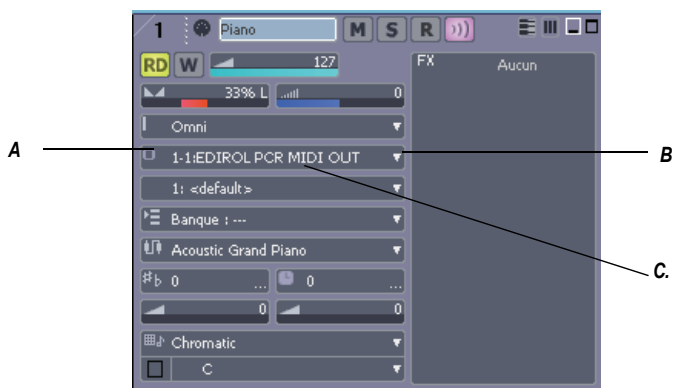 1 Piano M S R
RD W 127 FX Aucun
33% L 0
Omni
A 1-1:EDIROL PCR MIDI OUT B
1: <default>
Banque : ---
Acoustic Grand Piano
0 ... 0 ... C.
0 0
Chromatic
C